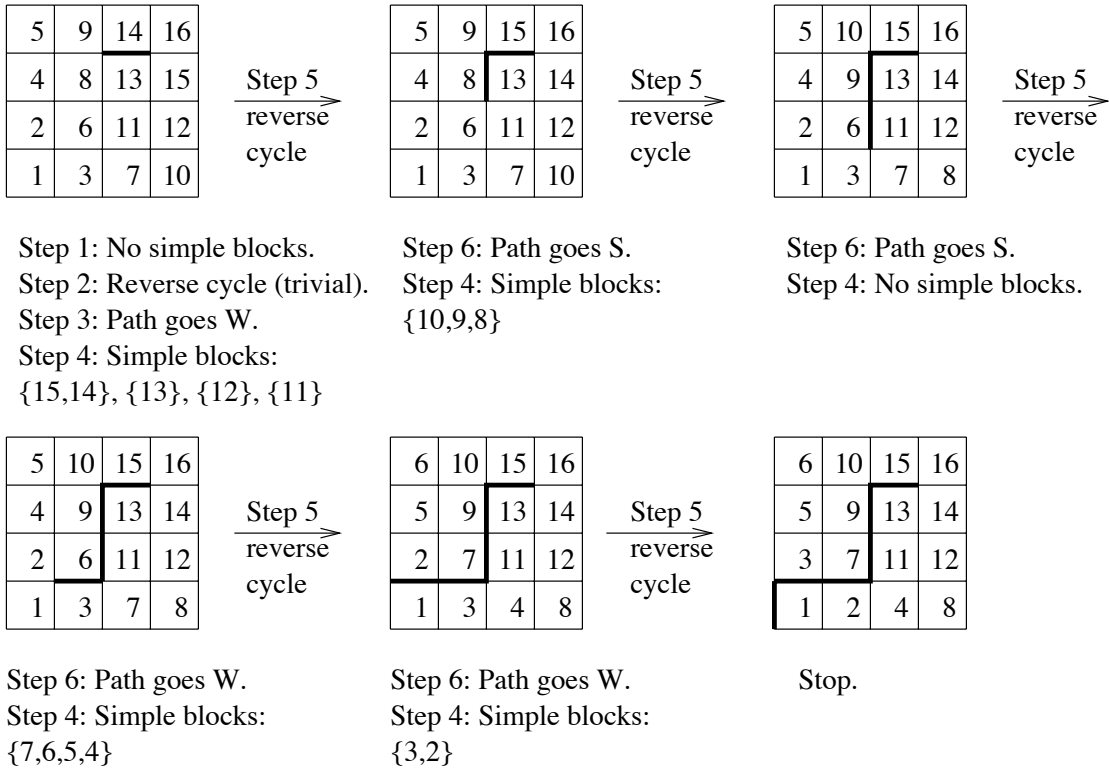 5 9 14 16
4 8 13 15
2 6 11 12
1 3 7 10
Step 5
reverse
cycle
5 9 15 16
4 8 13 14
2 6 11 12
1 3 7 10
Step 5
reverse
cycle
5 10 15 16
4 9 13 14
2 6 11 12
1 3 7 8
Step 5
reverse
cycle
Step 1: No simple blocks.
Step 2: Reverse cycle (trivial).
Step 3: Path goes W.
Step 4: Simple blocks:
{15,14}, {13}, {12}, {11}
Step 6: Path goes S.
Step 4: Simple blocks:
{10,9,8}
Step 6: Path goes S.
Step 4: No simple blocks.
5 10 15 16
4 9 13 14
2 6 11 12
1 3 7 8
Step 5
reverse
cycle
6 10 15 16
5 9 13 14
2 7 11 12
1 3 4 8
Step 5
reverse
cycle
6 10 15 16
5 9 13 14
3 7 11 12
1 2 4 8
Step 6: Path goes W.
Step 4: Simple blocks:
{7,6,5,4}
Step 6: Path goes W.
Step 4: Simple blocks:
{3,2}
Stop.